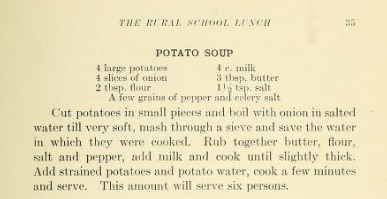 THE RURAL SCHOOL LUNCH 35
POTATO SOUP
4 large potatoes 4 c. milk
4 slices of onion 3 tbsp. butter
2 tbsp. flour 1½ tsp. salt
A few grains of pepper and celery salt
Cut potatoes in small pieces and boil with onion in salted
water till very soft, mash through a sieve and save the water
in which they were cooked. Rub together butter, flour,
salt and pepper, add milk and cook until slightly thick.
Add strained potatoes and potato water, cook a few minutes
and serve. This amount will serve six persons.